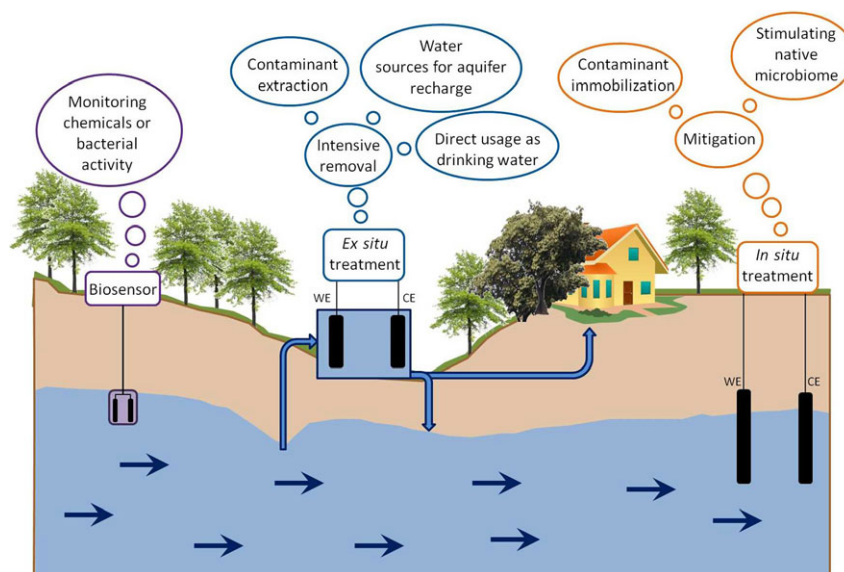 Monitoring
chemicals or
bacterial
activity
Biosensor
Contaminant
extraction
Water
sources for aquifer
recharge
Intensive
removal
Direct usage as
drinking water
Ex situ
treatment
WE
CE
Contaminant
immobilization
Stimulating
native
microbiome
Mitigation
In situ
treatment
WE
CE